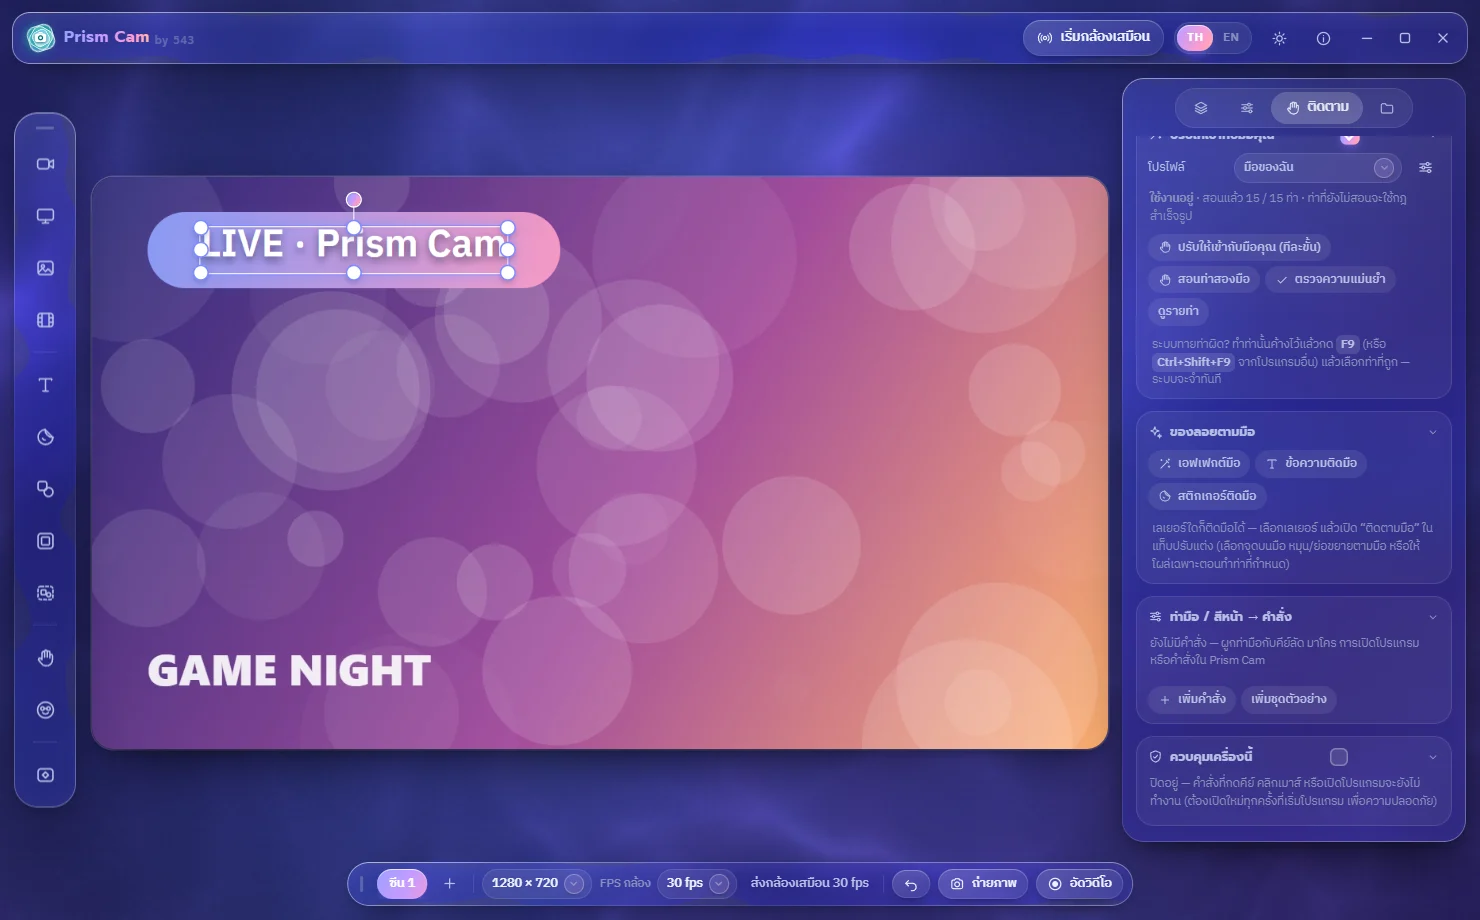 Prism Cam by 543
เริ่มกล้องเสมือน
TH EN
ติดตาม
ปรับให้เข้ากับมือคุณ
โปรไฟล์ มือของฉัน
ใช้งานอยู่ · สอนแล้ว 15 / 15 ท่า · ท่าที่ยังไม่สอนจะใช้กฎ
สำเร็จรูป
ปรับให้เข้ากับมือคุณ (ทีละขั้น)
สอนท่าสองมือ ตรวจความแม่นยำ
ดูรายท่า
ระบบทายท่าผิด? ทำท่านั้นค้างไว้แล้วกด F9 (หรือ
Ctrl+Shift+F9 จากโปรแกรมอื่น) แล้วเลือกท่าที่ถูก —
ระบบจะจำทันที
ของลอยตามมือ
เอฟเฟกต์มือ ข้อความติดมือ
สติกเกอร์ติดมือ
เลเยอร์ใดก็ติดมือได้ — เลือกเลเยอร์ แล้วเปิด “ติดตามมือ” ใน
แท็บปรับแต่ง (เลือกจุดบนมือ หมุน/ย่อขยายตามมือ หรือให้
โผล่เฉพาะตอนทำท่าที่กำหนด)
ท่ามือ / สีหน้า → คำสั่ง
ยังไม่มีคำสั่ง — ผูกท่ามือกับคีย์ลัด มาโคร การเปิดโปรแกรม
หรือคำสั่งใน Prism Cam
เพิ่มคำสั่ง เพิ่มชุดตัวอย่าง
ควบคุมเครื่องนี้
ปิดอยู่ — คำสั่งที่กดคีย์ คลิกเมาส์ หรือเปิดโปรแกรมจะยังไม่
ทำงาน (ต้องเปิดใหม่ทุกครั้งที่เริ่มโปรแกรม เพื่อความปลอดภัย)
LIVE · Prism Cam
GAME NIGHT
ซีน 1 1280 × 720 FPS กล้อง 30 fps ส่งกล้องเสมือน 30 fps ถ่ายภาพ อัดวิดีโอ